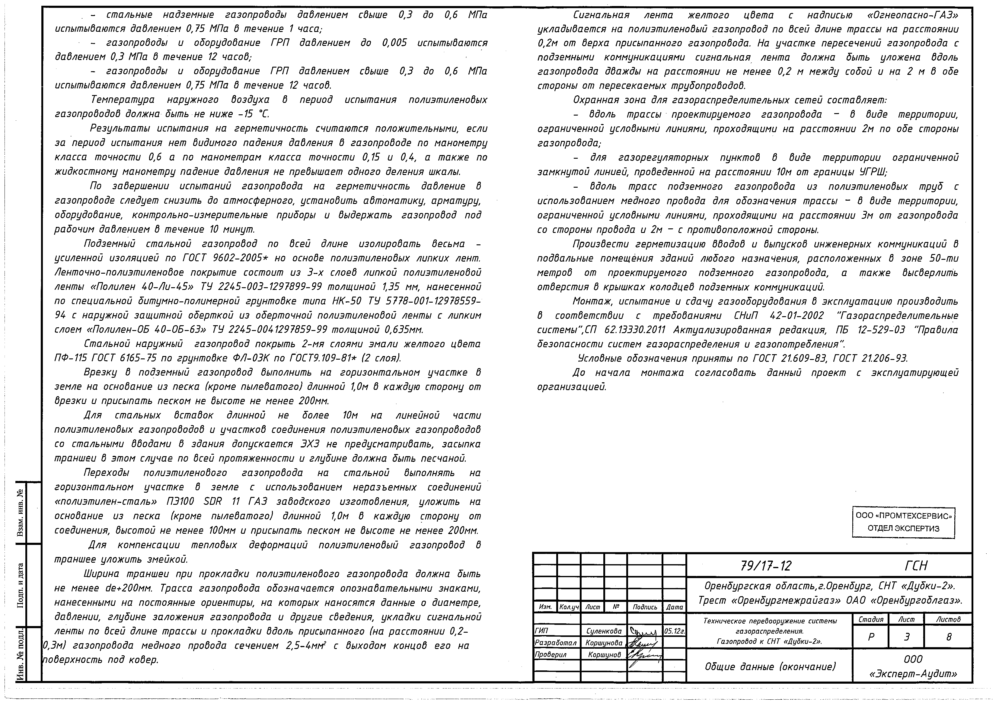 – стальные надземные газопроводы давлением свыше 0,3 до 0,6 МПа
испытываются давлением 0,75 МПа в течение 1 часа;
– газопроводы и оборудование ГРП давлением до 0,005 испытываются
давлением 0,3 МПа в течение 12 часов;
– газопроводы и оборудование ГРП давлением свыше 0,3 до 0,6 МПа
испытываются давлением 0,75 МПа в течение 12 часов.
Температура наружного воздуха в период испытания полиэтиленовых
газопроводов должна быть не ниже -15 °С.
Результаты испытания на герметичность считаются положительными, если
за период испытания нет видимого падения давления в газопроводе по манометру
класса точности 0,6 а по манометрам класса точности 0,15 и 0,4, а также по
жидкостному манометру падение давления не превышает одного деления шкалы.
По завершении испытаний газопровода на герметичность давление в
газопроводе следует снизить до атмосферного, установить автоматику, арматуру,
оборудование, контрольно-измерительные приборы и выдержать газопровод под
рабочим давлением в течение 10 минут.
Подземный стальной газопровод по всей длине изолировать весьма –
усиленной изоляцией по ГОСТ 9602-2005* но основе полиэтиленовых липких лент.
Ленточно-полиэтиленовое покрытие состоит из 3-х слоев липкой полиэтиленовой
ленты «Полилен 40-Ли-45» ТУ 2245-003-1297899-99 толщиной 1,35 мм, нанесенной
по специальной битумно-полимерной грунтовке типа НК-50 ТУ 5778-001-12978559-
94 с наружной защитной оберткой из оберточной полиэтиленовой ленты с липким
слоем «Полилен-ОБ 40-ОБ-63» ТУ 2245-0041297859-99 толщиной 0,635мм.
Стальной наружный газопровод покрыть 2-мя слоями эмали желтого цвета
ПФ-115 ГОСТ 6165-75 по грунтовке ФЛ-03К по ГОСТ9.109-81* (2 слоя).
Врезку в подземный газопровод выполнить на горизонтальном участке в
земле на основание из песка (кроме пылеватого) длинной 1,0м в каждую сторону от
врезки и присыпать песком не высоте не менее 200мм.
Для стальных вставок длинной не более 10м на линейной части
полиэтиленовых газопроводов и участков соединения полиэтиленовых газопроводов
со стальными вводами в здания допускается ЭХЗ не предусматривать, засыпка
траншеи в этом случае по всей протяженности и глубине должна быть песчаной.
Переходы полиэтиленового газопровода на стальной выполнять на
горизонтальном участке в земле с использованием неразъемных соединений
«полиэтилен-сталь» ПЭ100 SDR 11 ГАЗ заводского изготовления, уложить на
основание из песка (кроме пылеватого) длинной 1,0м в каждую сторону от
соединения, высотой не менее 100мм и присыпать песком не высоте не менее 200мм.
Для компенсации тепловых деформаций полиэтиленовый газопровод в
траншее уложить змейкой.
Ширина траншеи при прокладки полиэтиленового газопровода должна быть
не менее de+200мм. Трасса газопровода обозначается опознавательными знаками,
нанесенными на постоянные ориентиры, на которых наносятся данные о диаметре,
давлении, глубине заложения газопровода и другие сведения, укладки сигнальной
ленты по всей длине трассы и прокладки вдоль присыпанного (на расстоянии 0,2-
0,3м) газопровода медного провода сечением 2,5-4мм² с выходом концов его на
поверхность под ковер.
Сигнальная лента желтого цвета с надписью «Огнеопасно-ГАЗ»
укладывается на полиэтиленовый газопровод по всей длине трассы на расстоянии
0,2м от верха присыпанного газопровода. На участке пересечений газопровода с
подземными коммуникациями сигнальная лента должна быть уложена вдоль
газопровода дважды на расстоянии не менее 0,2 м между собой и на 2 м в обе
стороны от пересекаемых трубопроводов.
Охранная зона для газораспределительных сетей составляет:
– вдоль трассы проектируемого газопровода – в виде территории,
ограниченной условными линиями, проходящими на расстоянии 2м по обе стороны
газопровода;
– для газорегуляторных пунктов в виде территории ограниченной
замкнутой линией, проведенной на расстоянии 10м от границы УГРШ;
– вдоль трасс подземного газопровода из полиэтиленовых труб с
использованием медного провода для обозначения трассы – в виде территории,
ограниченной условными линиями, проходящими на расстоянии 3м от газопровода
со стороны провода и 2м – с противоположной стороны.
Произвести герметизацию вводов и выпусков инженерных коммуникаций в
подвальные помещения зданий любого назначения, расположенных в зоне 50-ти
метров от проектируемого подземного газопровода, а также высверлить
отверстия в крышках колодцев подземных коммуникаций.
Монтаж, испытание и сдачу газооборудования в эксплуатацию производить
в соответствии с требованиями СНиП 42-01-2002 "Газораспределительные
системы",СП 62.13330.2011 Актуализированная редакция, ПБ 12-529-03 "Правила
безопасности систем газораспределения и газопотребления".
Условные обозначения приняты по ГОСТ 21.609-83, ГОСТ 21.206-93.
До начала монтажа согласовать данный проект с эксплуатирующей
организацией.
ООО «ПРОМТЕХСЕРВИС»
ОТДЕЛ ЭКСПЕРТИЗ
79/17-12 ГСН
Оренбургская область,г.Оренбург, СНТ «Дубки-2».
Трест «Оренбургмежрайгаз» ОАО «Оренбургоблгаз».
Изм. Кол.уч Лист № Подпись Дата
Техническое перевооружение системы
газораспределения.
Газопровод к СНТ «Дубки-2».
Стадия Лист Листов
Р 3 8
ГИП Суленкова 05.12г.
Разработал Коршунова
Проверил Коршунов
Общие данные (окончание)
ООО
«Эксперт-Аудит»
Взам. инв. №
Подп. и дата
Инв. № подл.